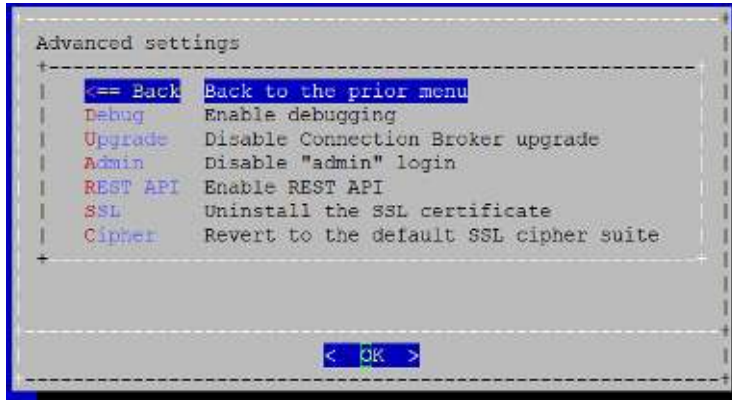 Advanced settings
<== Back Back to the prior menu
Debug Enable debugging
Upgrade Disable Connection Broker upgrade
Admin Disable "admin" login
REST API Enable REST API
SSL Uninstall the SSL certificate
Cipher Revert to the default SSL cipher suite
< OK >